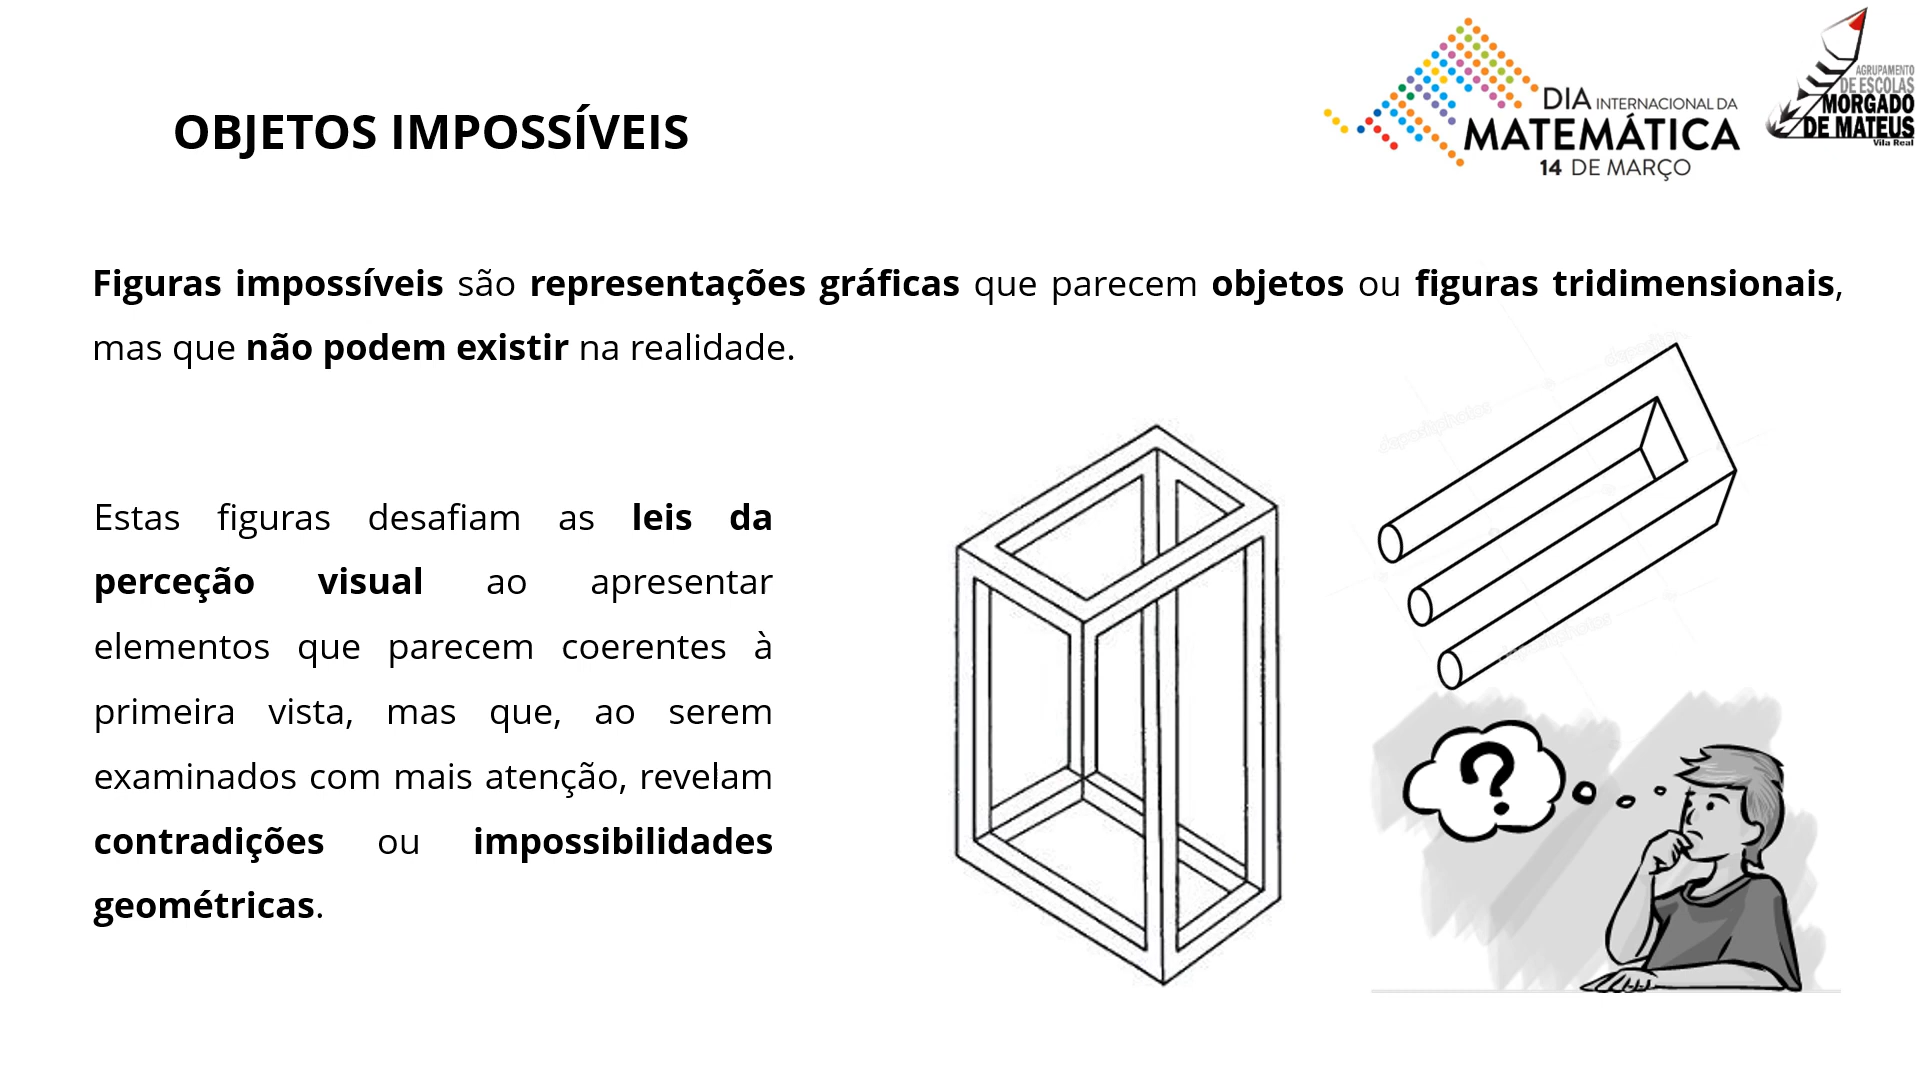 OBJETOS IMPOSSÍVEIS
DIA INTERNACIONAL DA
MATEMÁTICA
14 DE MARÇO
AGRUPAMENTO
DE ESCOLAS
MORGADO
DE MATEUS
Vila Real
Figuras impossíveis são representações gráficas que parecem objetos ou figuras tridimensionais,
mas que não podem existir na realidade.
Estas figuras desafiam as leis da
perceção visual ao apresentar
elementos que parecem coerentes à
primeira vista, mas que, ao serem
examinados com mais atenção, revelam
contradições ou impossibilidades
geométricas.
?